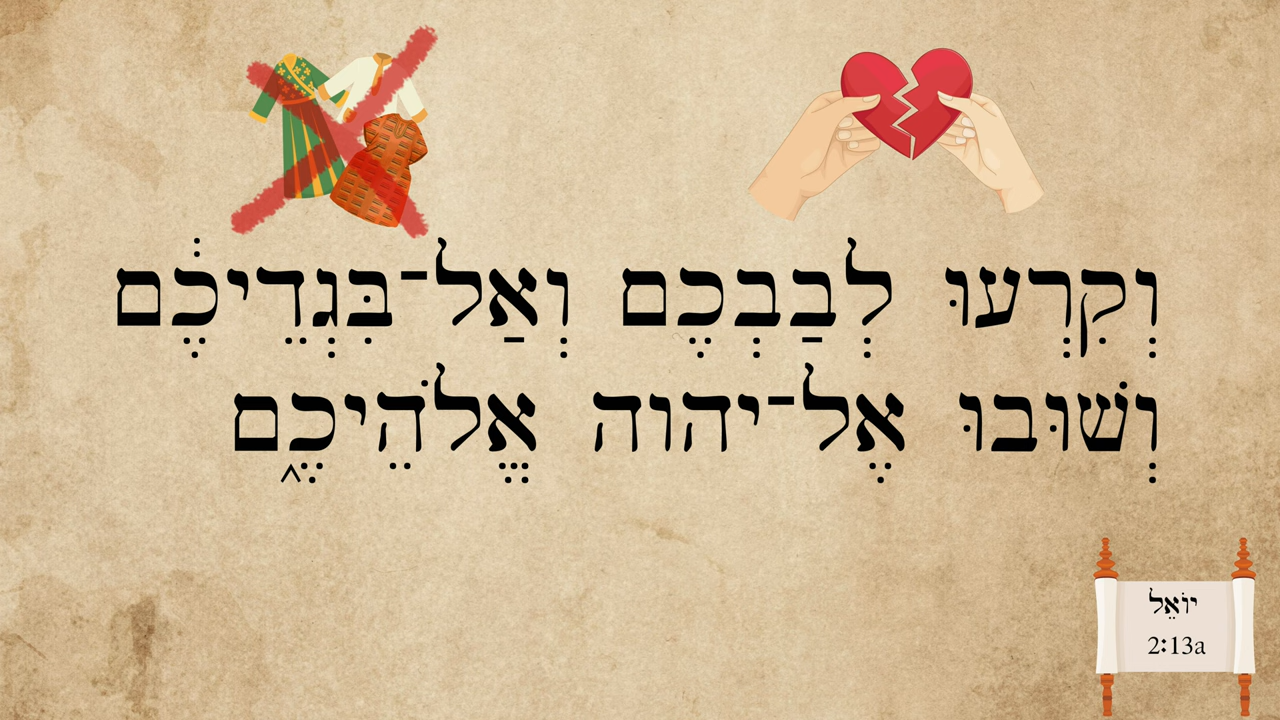 וְקִרְעוּ לְבַבְכֶם וְאַל־בִּגְדֵיכֶ֔ם
וְשׁוּבוּ אֶל־יהוה אֱלֹהֵיכֶ֑ם
יוֹאֵל
2:13a